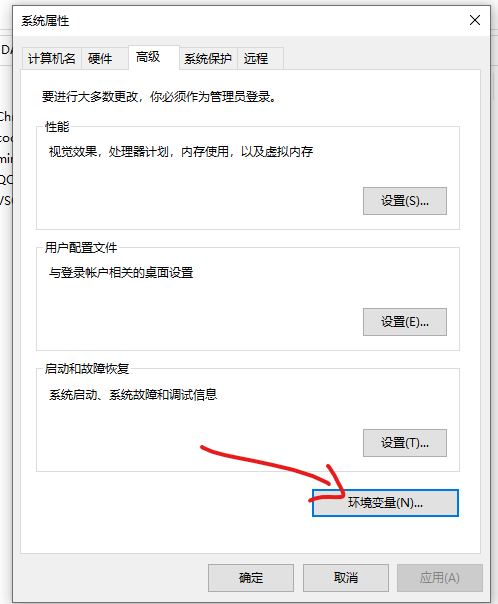 系统属性
计算机名
硬件
高级
系统保护
远程
要进行大多数更改，你必须作为管理员登录。
性能
视觉效果，处理器计划，内存使用，以及虚拟内存
设置(S)...
用户配置文件
与登录帐户相关的桌面设置
设置(E)...
启动和故障恢复
系统启动、系统故障和调试信息
设置(T)...
环境变量(N)...
确定
取消
应用(A)